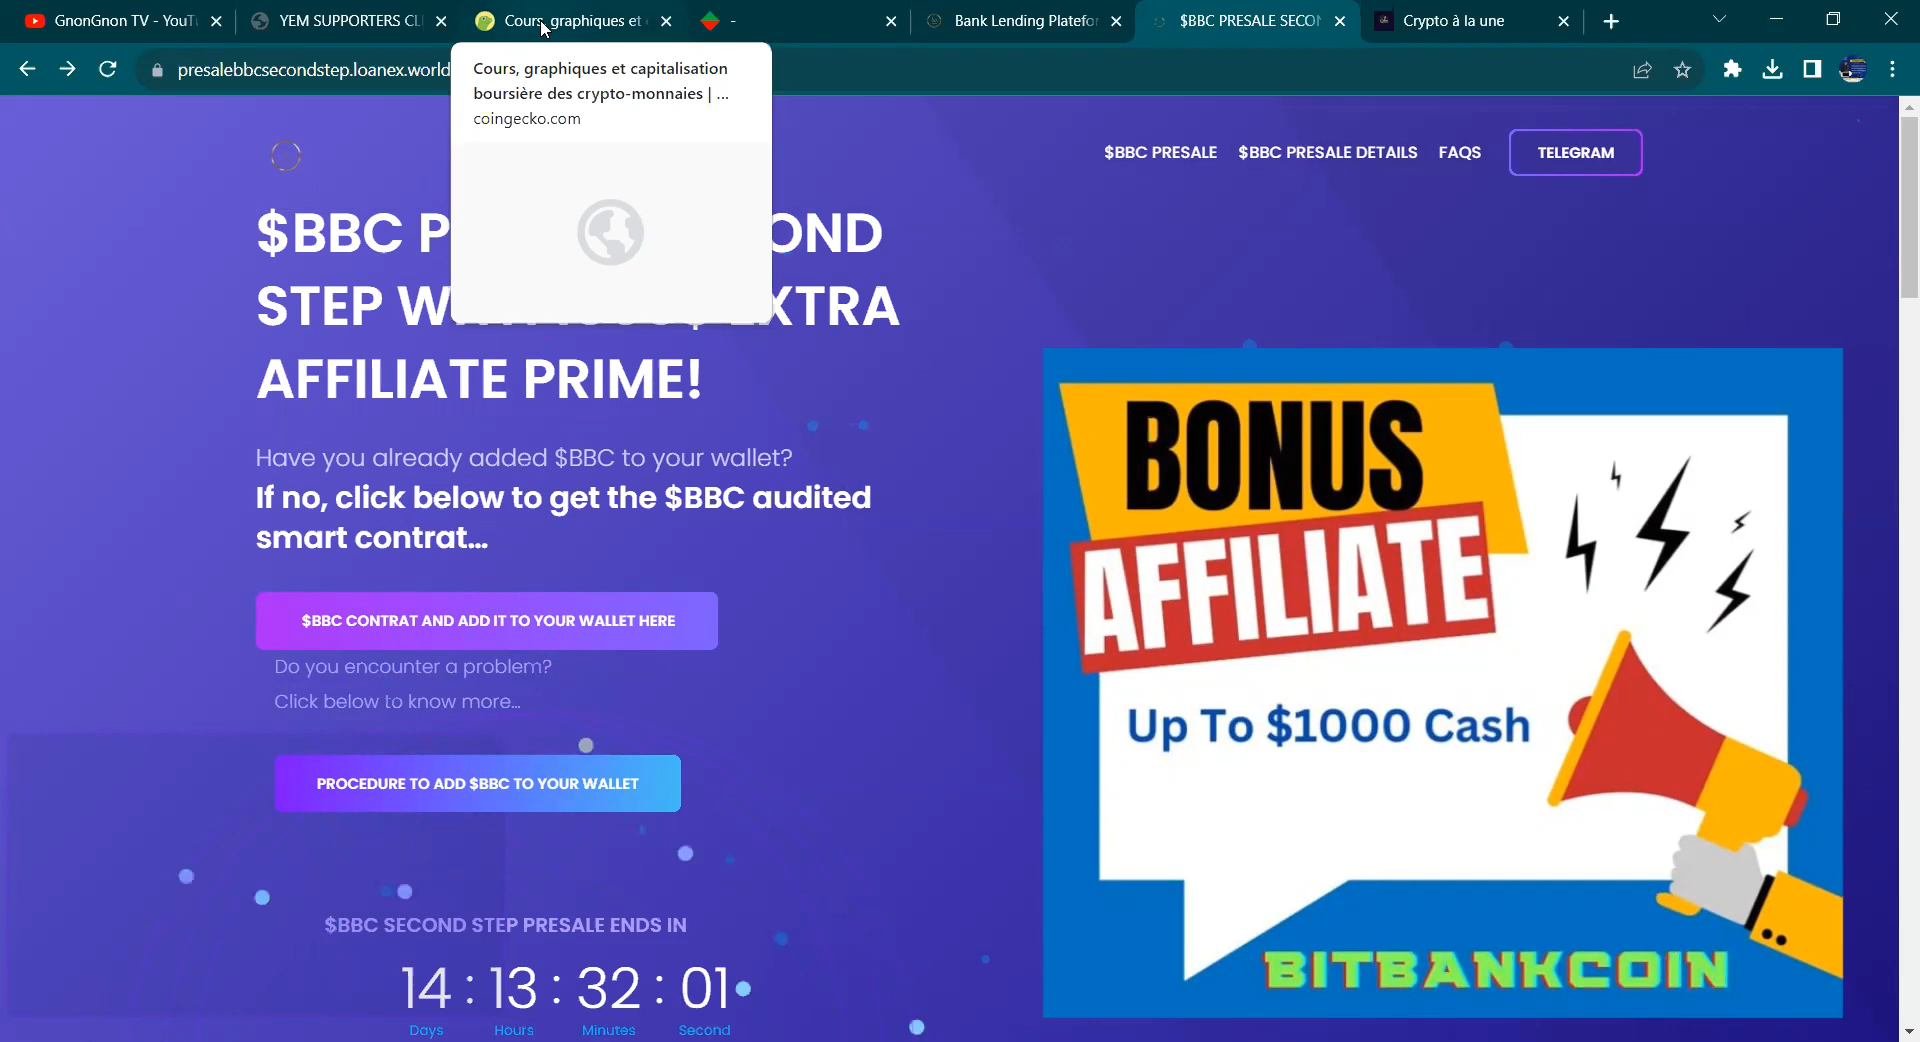 GnonGnon TV - YouTu
YEM SUPPORTERS CL
Cours, graphiques et c
-
Bank Lending Platefor
$BBC PRESALE SECON
Crypto à la une
presalebbcsecondstep.loanex.world
Cours, graphiques et capitalisation
boursière des crypto-monnaies | ...
coingecko.com
$BBC PRESALE
$BBC PRESALE DETAILS
FAQS
TELEGRAM
$BBC P OND
STEP W XTRA
AFFILIATE PRIME!
Have you already added $BBC to your wallet?
If no, click below to get the $BBC audited
smart contrat...
$BBC CONTRAT AND ADD IT TO YOUR WALLET HERE
Do you encounter a problem?
Click below to know more...
PROCEDURE TO ADD $BBC TO YOUR WALLET
$BBC SECOND STEP PRESALE ENDS IN
14 : 13 : 32 : 01
Days Hours Minutes Second
BONUS
AFFILIATE
Up To $1000 Cash
BITBANKCOIN